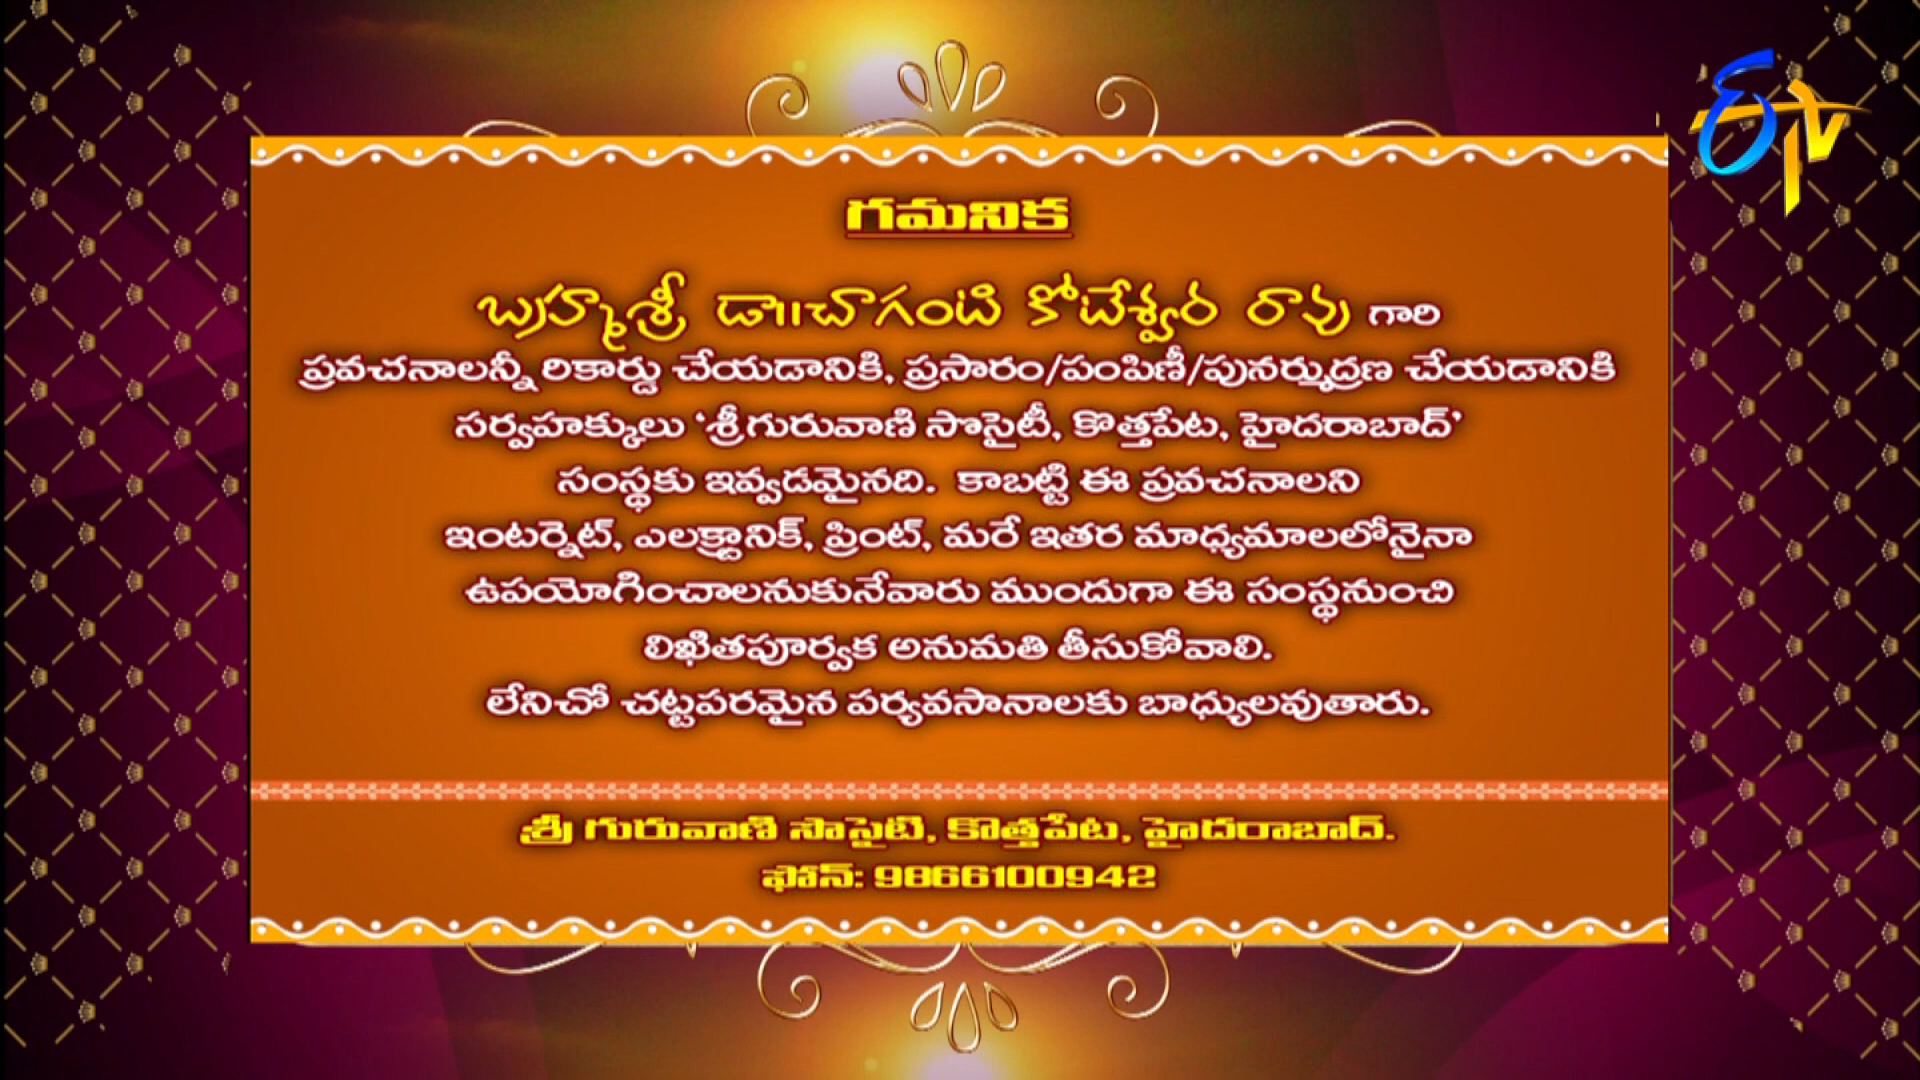 ETV
గమనిక
బ్రహ్మశ్రీ డా॥చాగంటి కోటేశ్వర రావు గారి
ప్రవచనాలన్నీ రికార్డు చేయడానికి, ప్రసారం/పంపిణీ/పునర్ముద్రణ చేయడానికి
సర్వహక్కులు ‘శ్రీగురువాణి సొసైటీ, కొత్తపేట, హైదరాబాద్’
సంస్థకు ఇవ్వడమైనది. కాబట్టి ఈ ప్రవచనాలని
ఇంటర్నెట్, ఎలక్ట్రానిక్, ప్రింట్, మరే ఇతర మాధ్యమాలలోనైనా
ఉపయోగించాలనుకునేవారు ముందుగా ఈ సంస్థనుంచి
లిఖితపూర్వక అనుమతి తీసుకోవాలి.
లేనిచో చట్టపరమైన పర్యవసానాలకు బాధ్యులవుతారు.
శ్రీ గురువాణి సొసైటి, కొత్తపేట, హైదరాబాద్.
ఫోన్: 9866100942